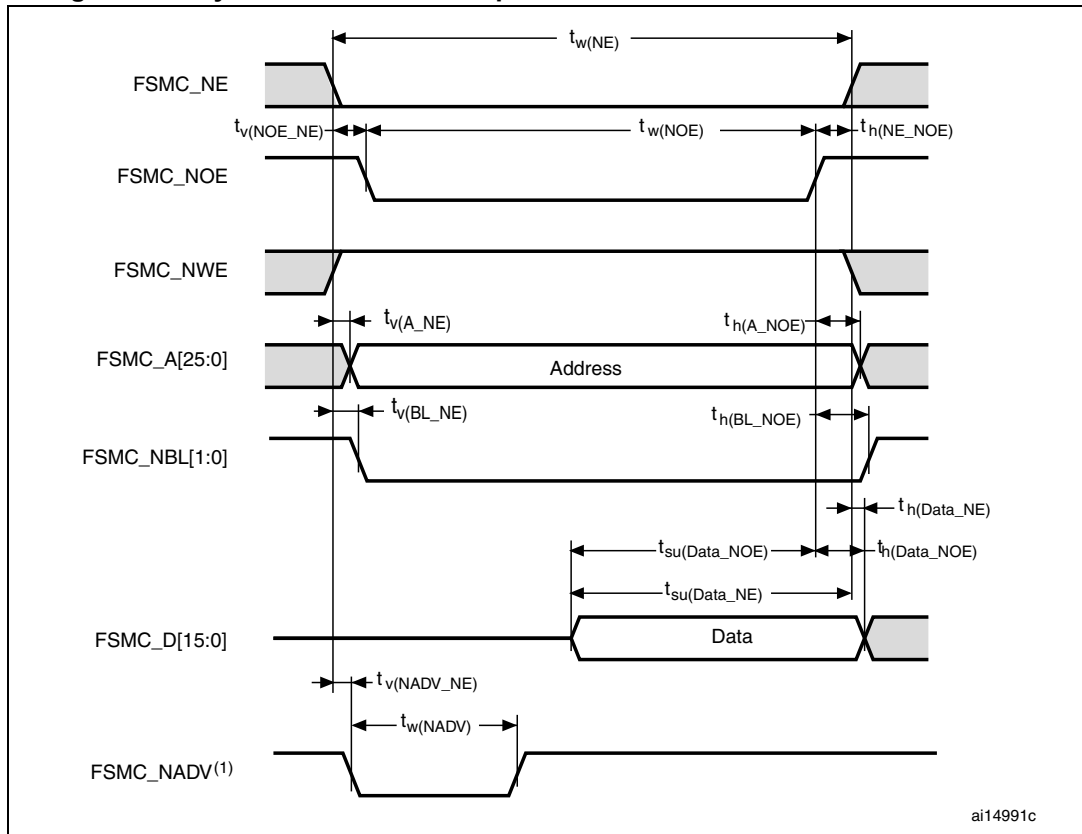 tw(NE)
FSMC_NE
tv(NOE_NE)
tw(NOE)
th(NE_NOE)
FSMC_NOE
FSMC_NWE
tv(A_NE)
th(A_NOE)
FSMC_A[25:0]
Address
tv(BL_NE)
th(BL_NOE)
FSMC_NBL[1:0]
th(Data_NE)
tsu(Data_NOE)
th(Data_NOE)
tsu(Data_NE)
FSMC_D[15:0]
Data
tv(NADV_NE)
tw(NADV)
FSMC_NADV(1)
ai14991c